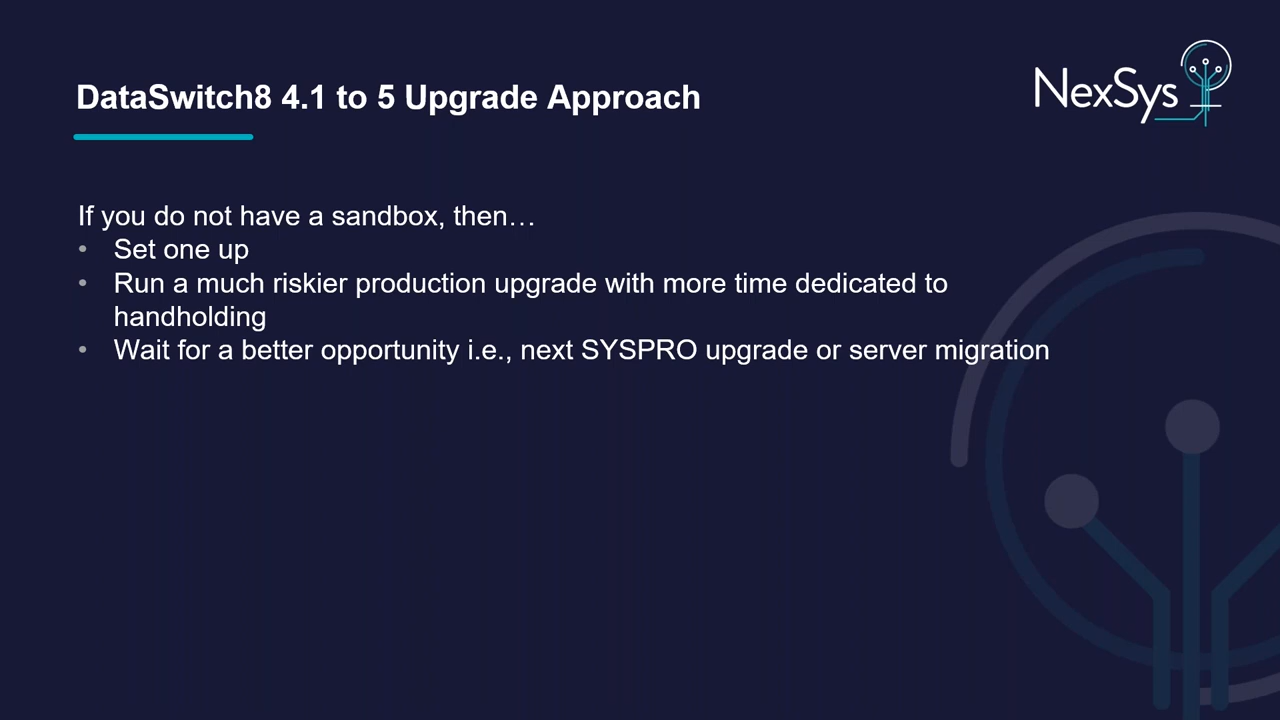 DataSwitch8 4.1 to 5 Upgrade Approach
NexSys
If you do not have a sandbox, then…
• Set one up
• Run a much riskier production upgrade with more time dedicated to
handholding
• Wait for a better opportunity i.e., next SYSPRO upgrade or server migration